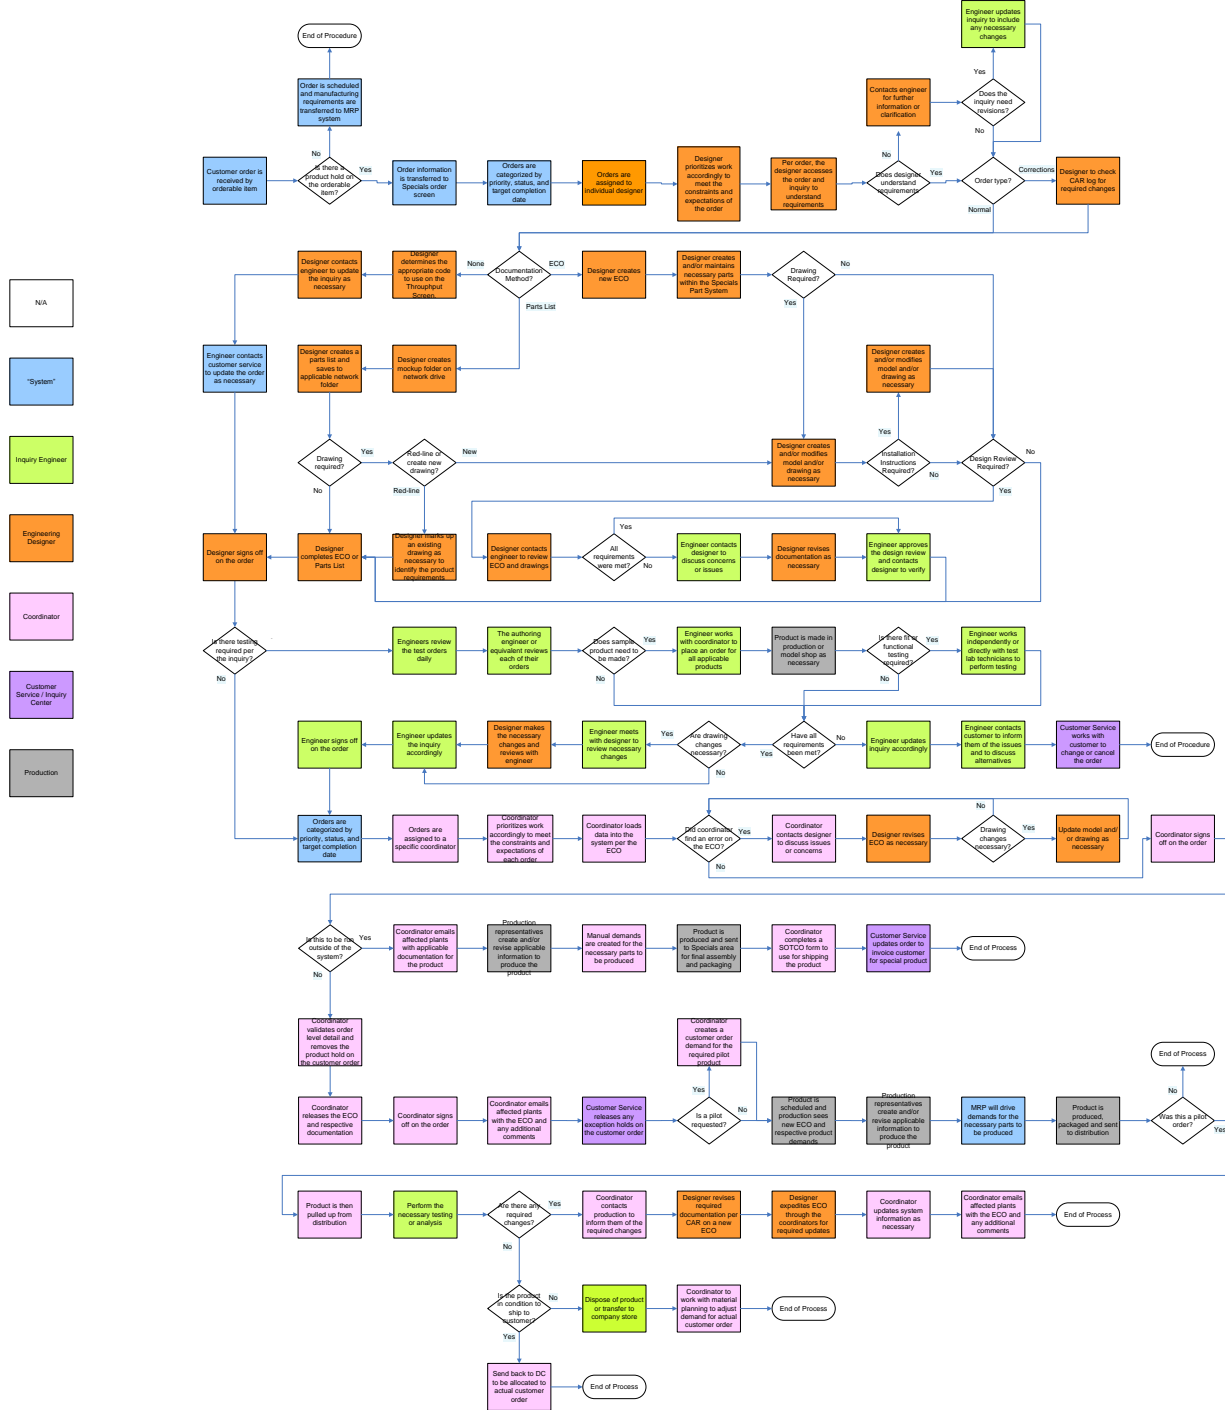 Engineer updates
inquiry to include
any necessary
changes
End of Procedure
Yes
Order is scheduled
and manufacturing
requirements are
transferred to MRP
system
Contacts engineer
for further
information or
clarification
Does the
inquiry need
revisions?
No
No
Yes
No
Customer order is
received by
orderable item
Is there a
product hold on
the orderable
item?
Order information
is transferred to
Specials order
screen
Orders are
categorized by
priority, status, and
target completion
date
Orders are
assigned to
individual designer
Designer
prioritizes work
accordingly to
meet the
constraints and
expectations of
the order
Per order, the
designer accesses
the order and
inquiry to
understand
requirements
Does designer
understand
requirements
Yes
Order type?
Corrections
Designer to check
CAR log for
required changes
Normal
Designer contacts
engineer to update
the inquiry as
necessary
Designer
determines the
appropriate code
to use on the
Throughput
Screen.
None
Documentation
Method?
ECO
Designer creates
new ECO
Designer creates
and/or maintains
necessary parts
within the Specials
Part System
Drawing
Required?
No
Yes
Parts List
N/A
"System"
Engineer contacts
customer service
to update the order
as necessary
Designer creates a
parts list and
saves to
applicable network
folder
Designer creates
mockup folder on
network drive
Designer creates
and/or modifies
model and/or
drawing as
necessary
Yes
Inquiry Engineer
Drawing
required?
Yes
Red-line or
create new
drawing?
New
Designer creates
and/or modifies
model and/or
drawing as
necessary
Installation
Instructions
Required?
No
Design Review
Required?
No
No
Red-line
Yes
Engineering
Designer
Yes
Designer signs off
on the order
Designer
completes ECO or
Parts List
Designer marks up
an existing
drawing as
necessary to
identify the product
requirements
Designer contacts
engineer to review
ECO and drawings
All
requirements
were met?
No
Engineer contacts
designer to
discuss concerns
or issues
Designer revises
documentation as
necessary
Engineer approves
the design review
and contacts
designer to verify
Coordinator
Is there testing
required per
the inquiry?
Engineers review
the test orders
daily
The authoring
engineer or
equivalent reviews
each of their
orders
Does sample
product need to
be made?
Yes
Engineer works
with coordinator to
place an order for
all applicable
products
Product is made in
production or
model shop as
necessary
Is there fit or
functional
testing
required?
Yes
Engineer works
independently or
directly with test
lab technicians to
perform testing
No
No
No
Customer
Service / Inquiry
Center
Engineer signs off
on the order
Engineer updates
the inquiry
accordingly
Designer makes
the necessary
changes and
reviews with
engineer
Engineer meets
with designer to
review necessary
changes
Yes
Are drawing
changes
necessary?
Yes
Have all
requirements
been met?
No
Engineer updates
inquiry accordingly
Engineer contacts
customer to inform
them of the issues
and to discuss
alternatives
Customer Service
works with
customer to
change or cancel
the order
End of Procedure
No
Production
Orders are
categorized by
priority, status, and
target completion
date
Orders are
assigned to a
specific coordinator
Coordinator
prioritizes work
accordingly to meet
the constraints and
expectations of
each order
Coordinator loads
data into the
system per the
ECO
Did coordinator
find an error on
the ECO?
Yes
Coordinator
contacts designer
to discuss issues
or concerns
Designer revises
ECO as necessary
No
Drawing
changes
necessary?
Yes
Update model and/
or drawing as
necessary
Coordinator signs
off on the order
No
Is this to be run
outside of the
system?
Yes
Coordinator emails
affected plants
with applicable
documentation for
the product
Production
representatives
create and/or
revise applicable
information to
produce the
product
Manual demands
are created for the
necessary parts to
be produced
Product is
produced and sent
to Specials area
for final assembly
and packaging
Coordinator
completes a
SOTCO form to
use for shipping
the product
Customer Service
updates order to
invoice customer
for special product
End of Process
No
Coordinator
validates order
level detail and
removes the
product hold on
the customer order
Coordinator
creates a
customer order
demand for the
required pilot
product
End of Process
Yes
No
Coordinator
releases the ECO
and respective
documentation
Coordinator signs
off on the order
Coordinator emails
affected plants
with the ECO and
any additional
comments
Customer Service
releases any
exception holds on
the customer order
Is a pilot
requested?
No
Product is
scheduled and
production sees
new ECO and
respective product
demands
Production
representatives
create and/or
revise applicable
information to
produce the
product
MRP will drive
demands for the
necessary parts to
be produced
Product is
produced,
packaged and sent
to distribution
Was this a pilot
order?
Yes
Product is then
pulled up from
distribution
Perform the
necessary testing
or analysis
Are there any
required
changes?
Yes
Coordinator
contacts
production to
inform them of the
required changes
Designer revises
required
documentation per
CAR on a new
ECO
Designer
expedites ECO
through the
coordinators for
required updates
Coordinator
updates system
information as
necessary
Coordinator emails
affected plants
with the ECO and
any additional
comments
End of Process
No
Is the product
in condition to
ship to
customer?
No
Dispose of product
or transfer to
company store
Coordinator to
work with material
planning to adjust
demand for actual
customer order
End of Process
Yes
Send back to DC
to be allocated to
actual customer
order
End of Process